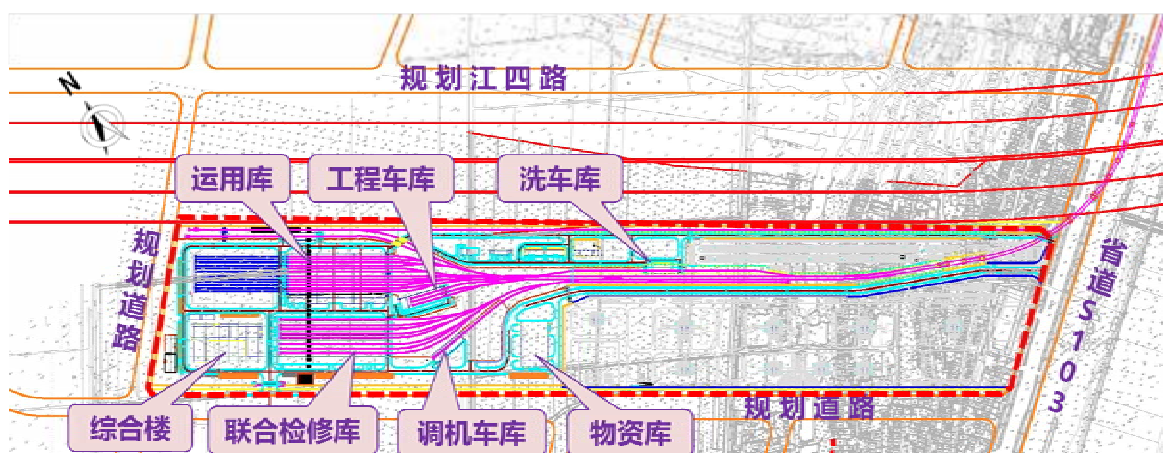 N
规划江四路
运用库
工程车库
洗车库
规划道路
省道S103
综合楼
联合检修库
调机车库
物资库
规划道路